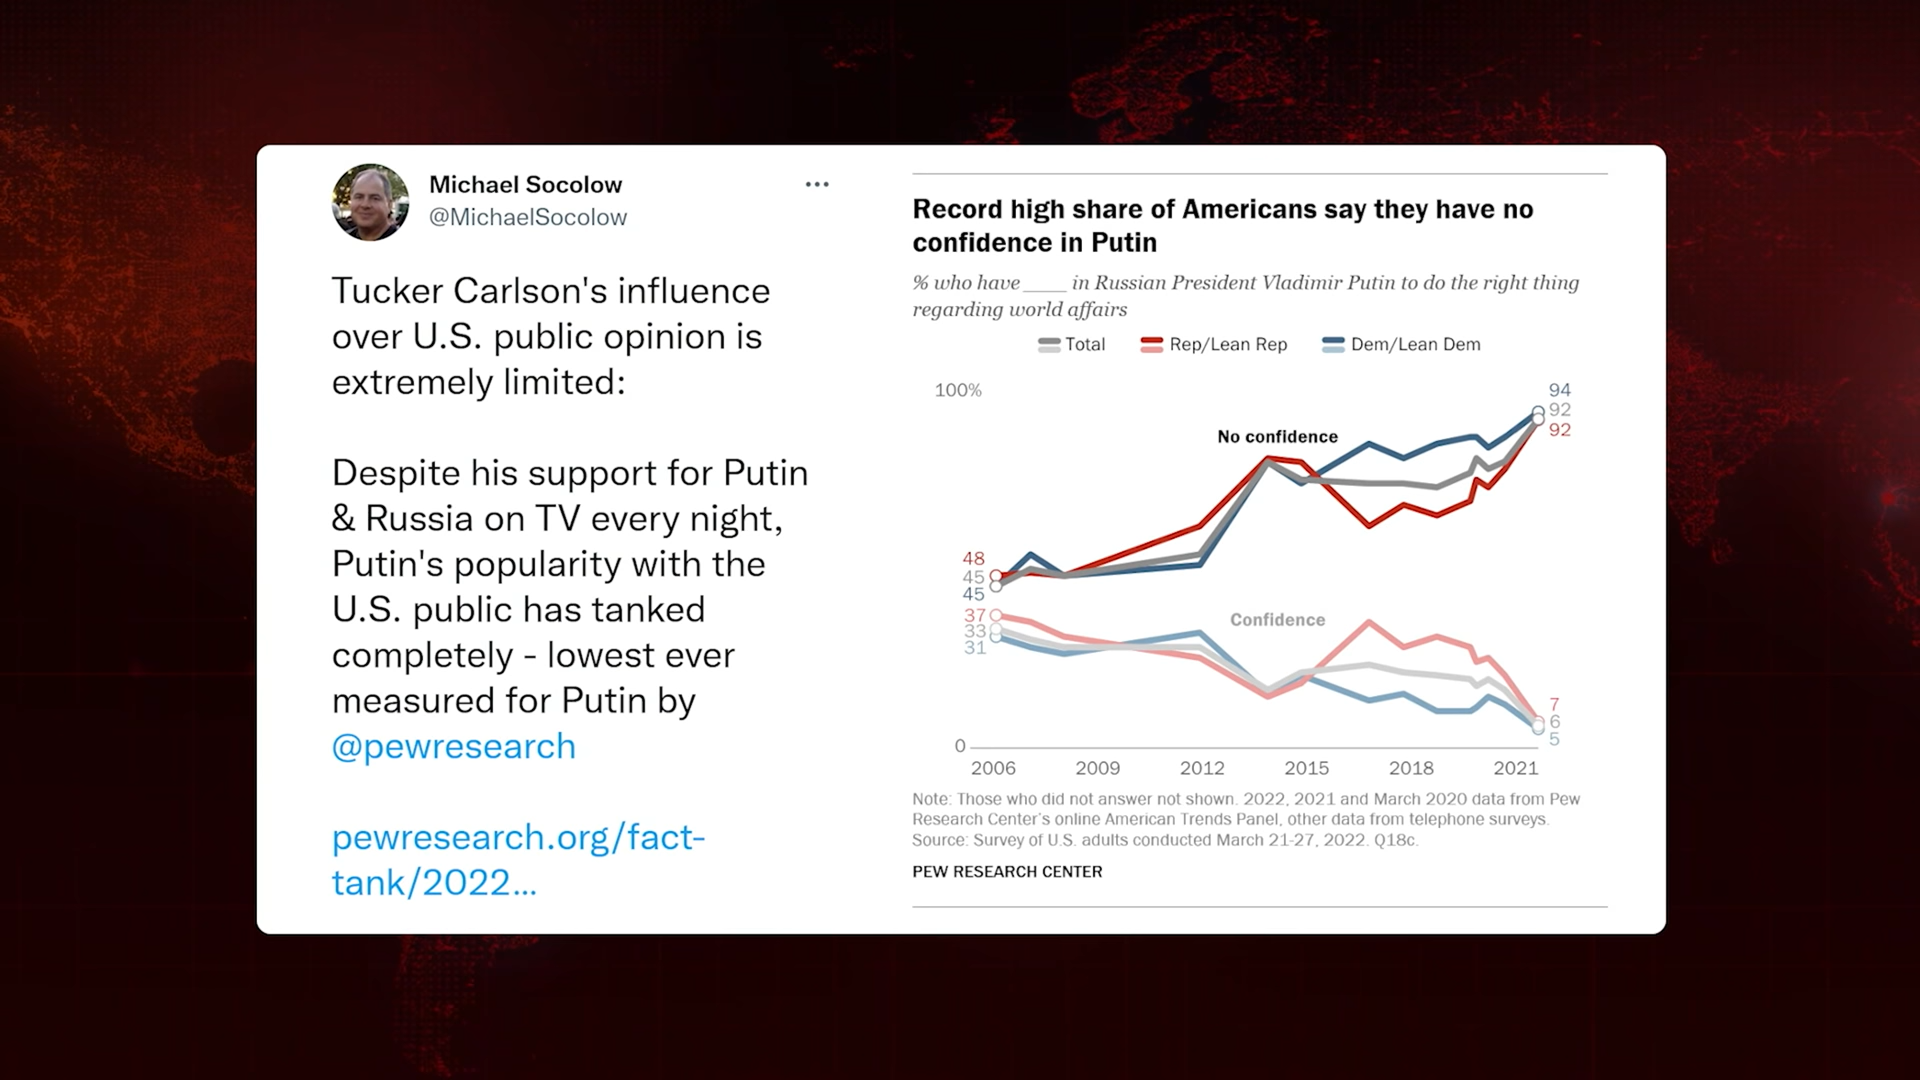 Michael Socolow
@MichaelSocolow
Tucker Carlson's influence
over U.S. public opinion is
extremely limited:
Despite his support for Putin
& Russia on TV every night,
Putin's popularity with the
U.S. public has tanked
completely - lowest ever
measured for Putin by
@pewresearch
pewresearch.org/fact-
tank/2022...
Record high share of Americans say they have no
confidence in Putin
% who have ____ in Russian President Vladimir Putin to do the right thing
regarding world affairs
Total Rep/Lean Rep Dem/Lean Dem
100%
94
92
92
No confidence
48
45
45
37
33
31
Confidence
7
6
5
0
2006 2009 2012 2015 2018 2021
Note: Those who did not answer not shown. 2022, 2021 and March 2020 data from Pew
Research Center's online American Trends Panel, other data from telephone surveys.
Source: Survey of U.S. adults conducted March 21-27, 2022. Q18c.
PEW RESEARCH CENTER